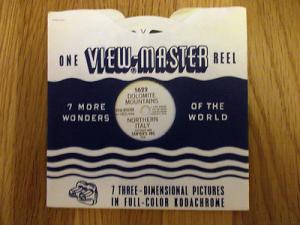 ONE VIEW-MASTER REEL
7 MORE
WONDERS
OF THE
WORLD
1622
DOLOMITE
MOUNTAINS
NORTHERN
ITALY
SAWYER'S INC.
7 THREE-DIMENSIONAL PICTURES
IN FULL-COLOR KODACHROME